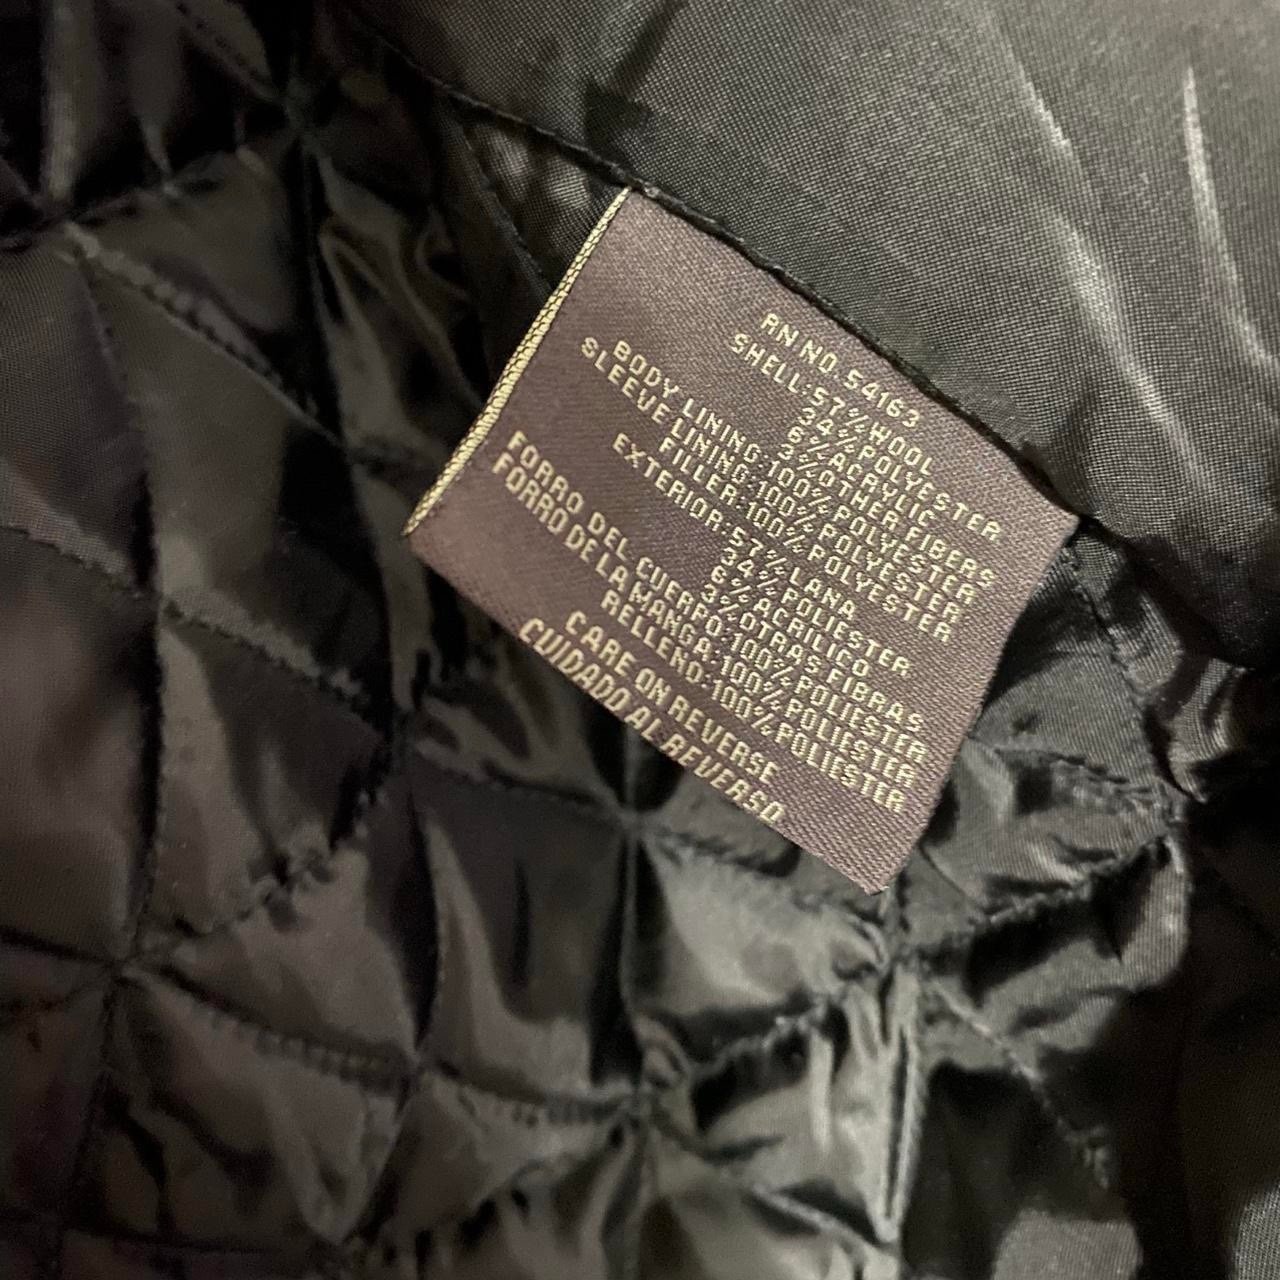 RN NO 54163
SHELL:57% WOOL
34% POLYESTER
6% ACRYLIC
3% OTHER FIBERS
BODY LINING:100% POLYESTER
SLEEVE LINING:100% POLYESTER
FILLER:100% POLYESTER
EXTERIOR:57% LANA
34% POLIESTER
6% ACRILICO
3% OTRAS FIBRAS
FORRO DEL CUERPO:100% POLIESTER
FORRO DE LA MANGA:100% POLIESTER
RELLENO:100% POLIESTER
CARE ON REVERSE
CUIDADO AL REVERSO